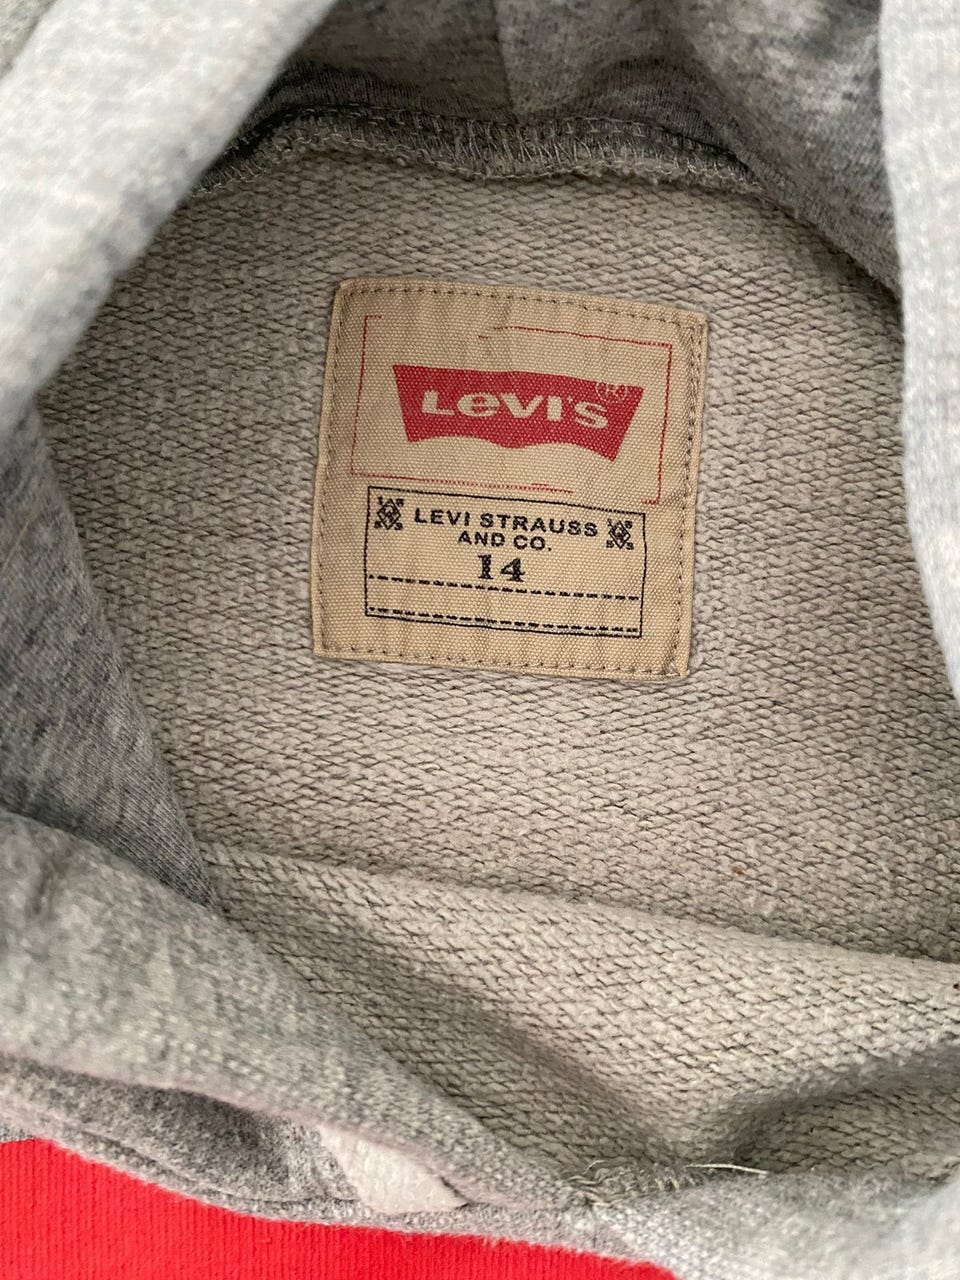 LEVI'S®
LEVI STRAUSS
AND CO.
14